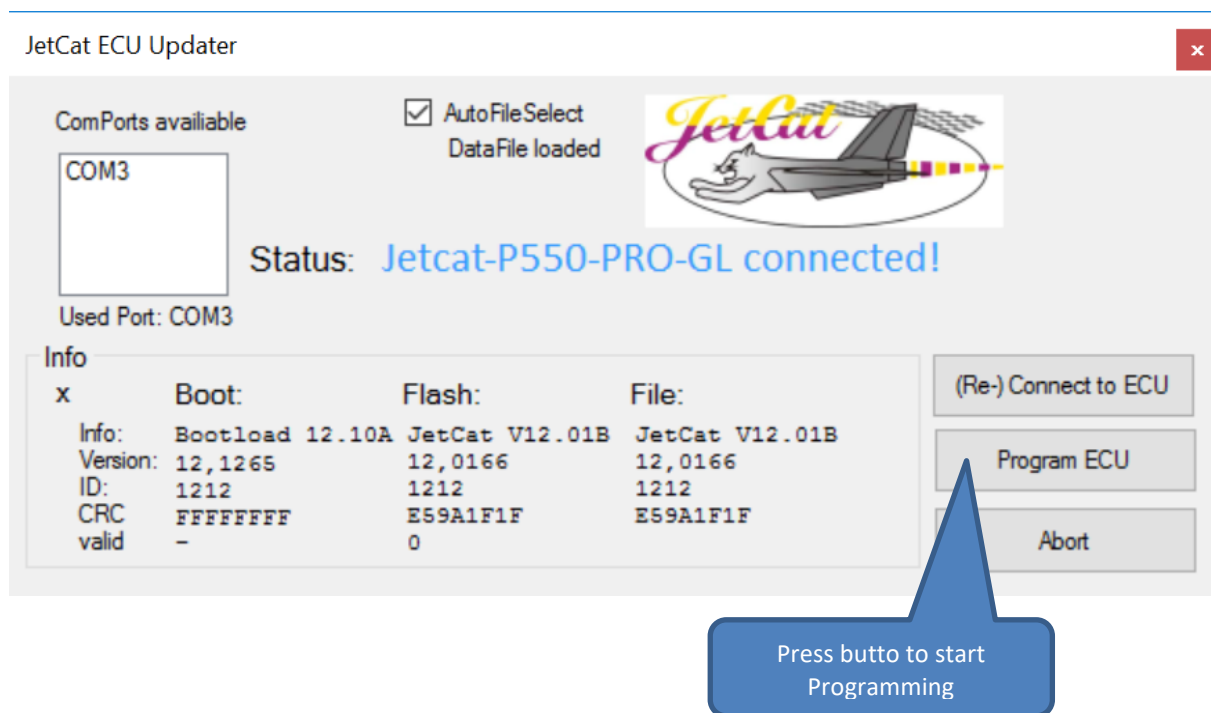 JetCat ECU Updater
x
ComPorts availiable
AutoFileSelect
DataFile loaded
JetCat
COM3
Status: Jetcat-P550-PRO-GL connected!
Used Port: COM3
Info
x Boot: Flash: File:
Info: Bootload 12.10A JetCat V12.01B JetCat V12.01B
Version: 12,1265 12,0166 12,0166
ID: 1212 1212 1212
CRC FFFFFFFF E59A1F1F E59A1F1F
valid - 0
(Re-) Connect to ECU
Program ECU
Abort
Press butto to start
Programming